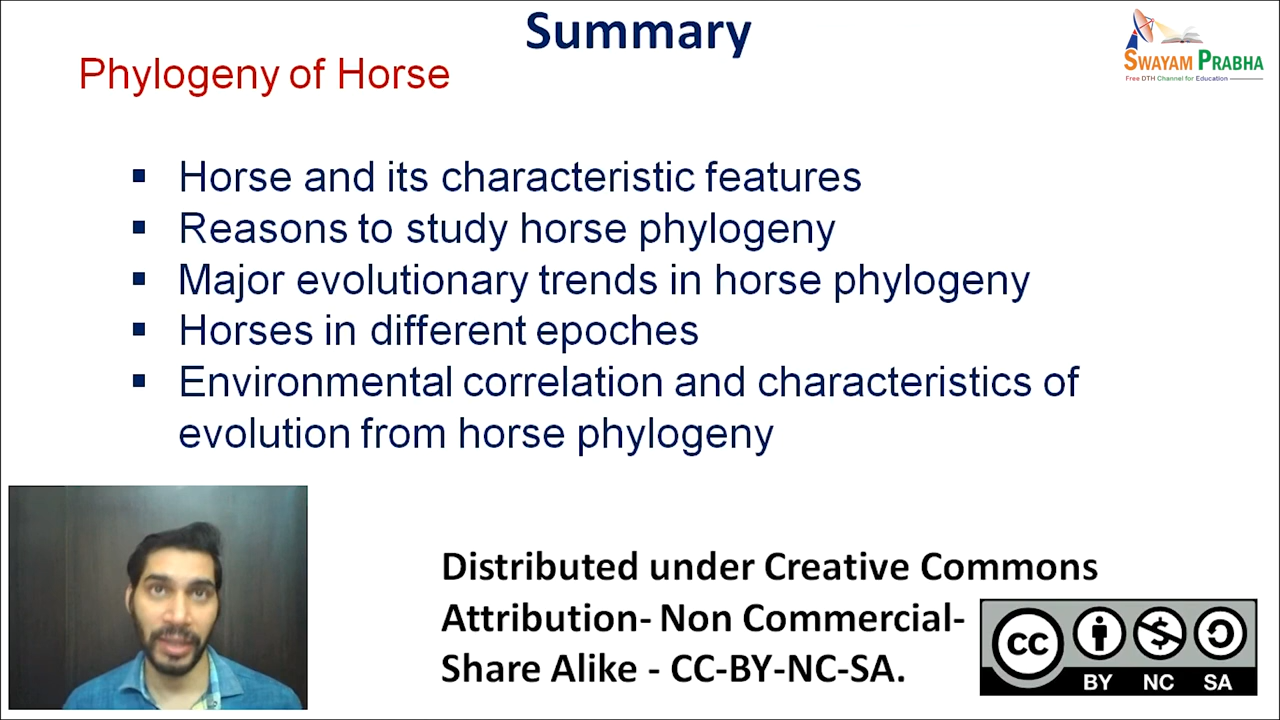 Summary
SWAYAM PRABHA
Free DTH Channel for Education
Phylogeny of Horse
Horse and its characteristic features
Reasons to study horse phylogeny
Major evolutionary trends in horse phylogeny
Horses in different epoches
Environmental correlation and characteristics of
evolution from horse phylogeny
Distributed under Creative Commons
Attribution- Non Commercial-
Share Alike - CC-BY-NC-SA.
cc
BY NC SA